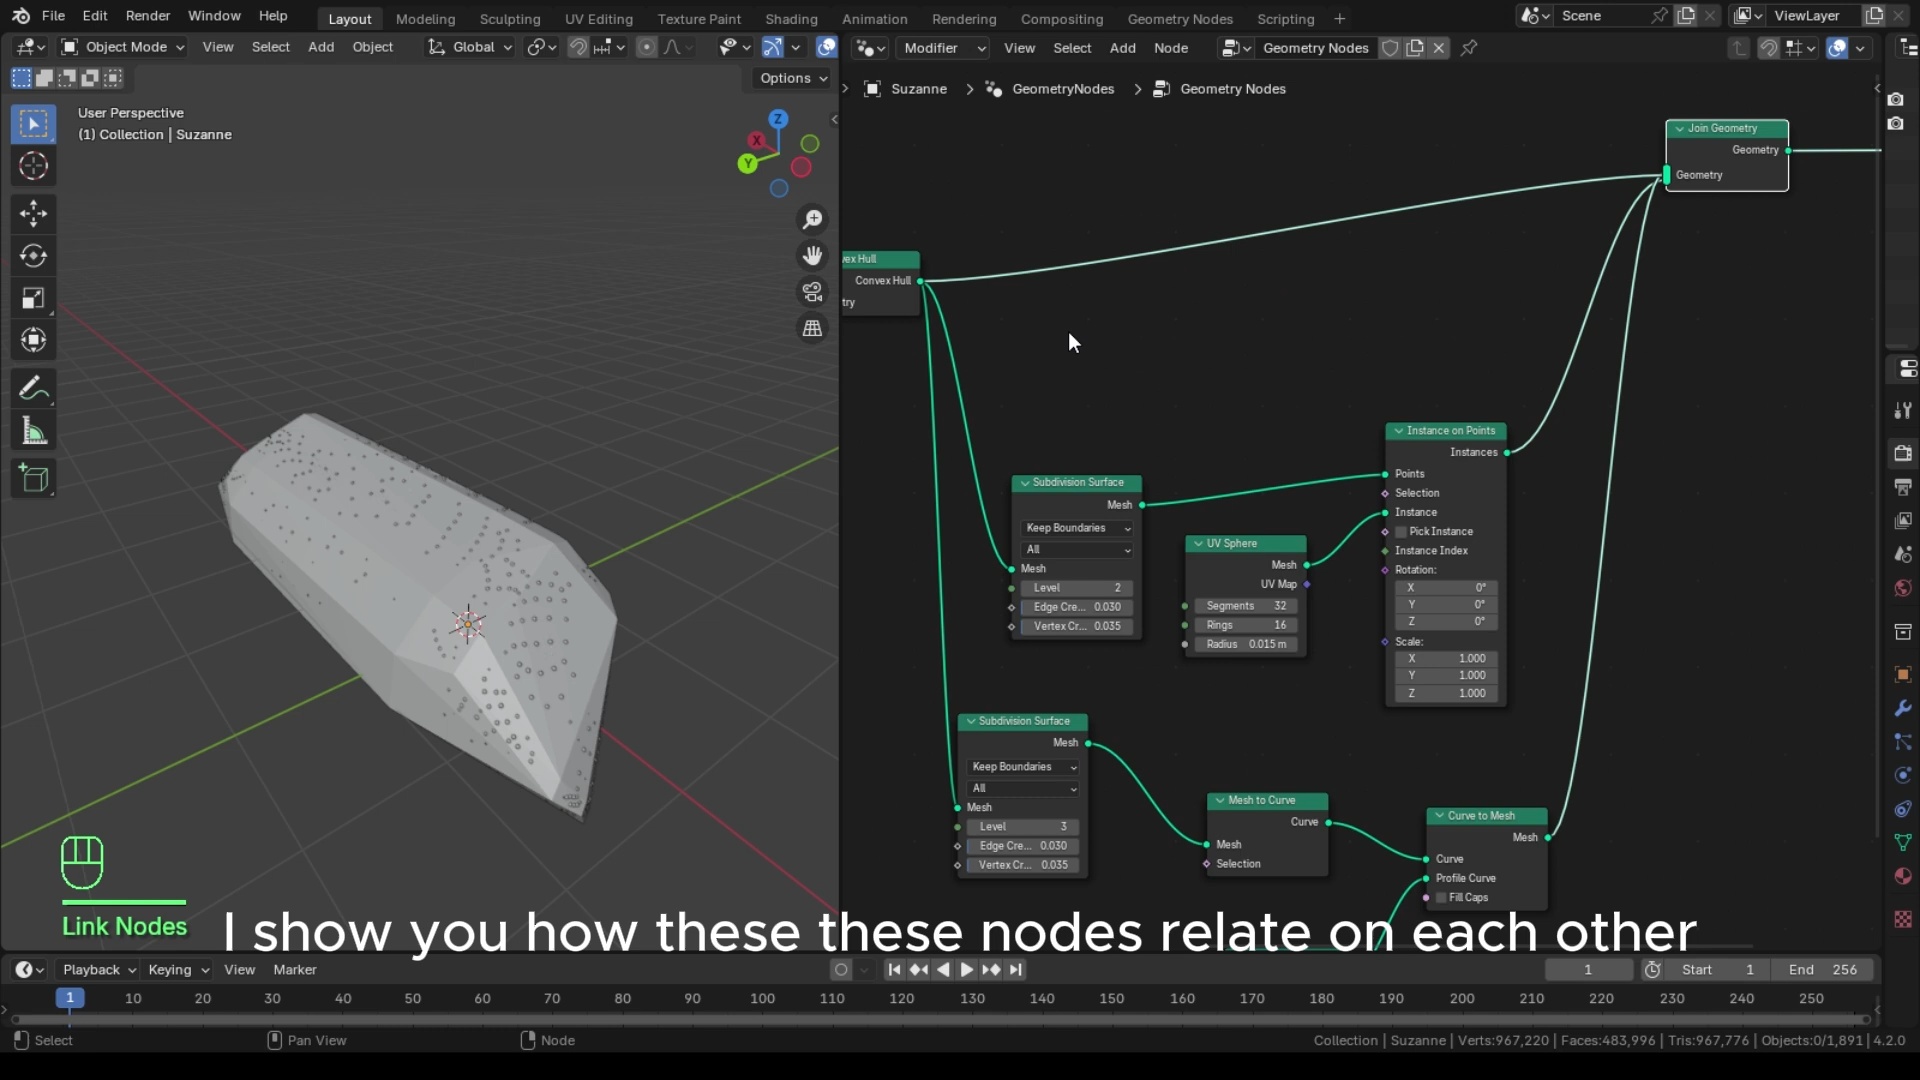 File Edit Render Window Help Layout Modeling Sculpting UV Editing Texture Paint Shading Animation Rendering Compositing Geometry Nodes Scripting + Scene ViewLayer
Object Mode View Select Add Object Global
Options
User Perspective
(1) Collection | Suzanne
Z
X
Y
Modifier View Select Add Node Geometry Nodes
Suzanne > GeometryNodes > Geometry Nodes
Join Geometry
Geometry
Geometry
vex Hull
Convex Hull
try
Instance on Points
Instances
Points
Selection
Instance
Pick Instance
Instance Index
Rotation:
X 0°
Y 0°
Z 0°
Scale:
X 1.000
Y 1.000
Z 1.000
Subdivision Surface
Mesh
Keep Boundaries
All
Mesh
Level 2
Edge Cre... 0.030
Vertex Cr... 0.035
UV Sphere
Mesh
UV Map
Segments 32
Rings 16
Radius 0.015 m
Subdivision Surface
Mesh
Keep Boundaries
All
Mesh
Level 3
Edge Cre... 0.030
Vertex Cr... 0.035
Mesh to Curve
Curve
Mesh
Selection
Curve to Mesh
Mesh
Curve
Profile Curve
Fill Caps
Link Nodes
I show you how these these nodes relate on each other
Playback Keying View Marker 1 Start 1 End 256
1 10 20 30 40 50 60 70 80 90 100 110 120 130 140 150 160 170 180 190 200 210 220 230 240 250
Select Pan View Node Collection | Suzanne | Verts:967,220 | Faces:483,996 | Tris:967,776 | Objects:0/1,891 | 4.2.0